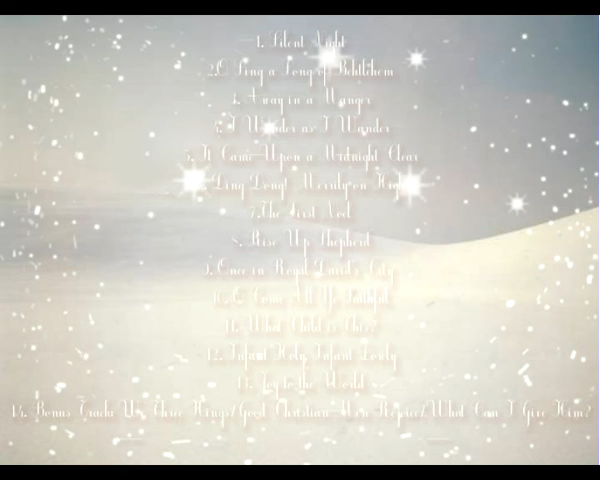 1. Silent Night
2.O Sing a Song of Bethlehem
3. Away in a Manger
4. I Wonder as I Wander
5. It Came Upon a Midnight Clear
6. Ding Dong! Merrily on High
7.The First Noel
8. Rise Up Shepherd
9. Once in Royal David's City
10. O Come All Ye Faithful
11. What Child is This?
12. Infant Holy, Infant Lowly
13. Joy to the World
14. Bonus Track: We Three Kings/Good Christian Men Rejoice/What Can I Give Him?